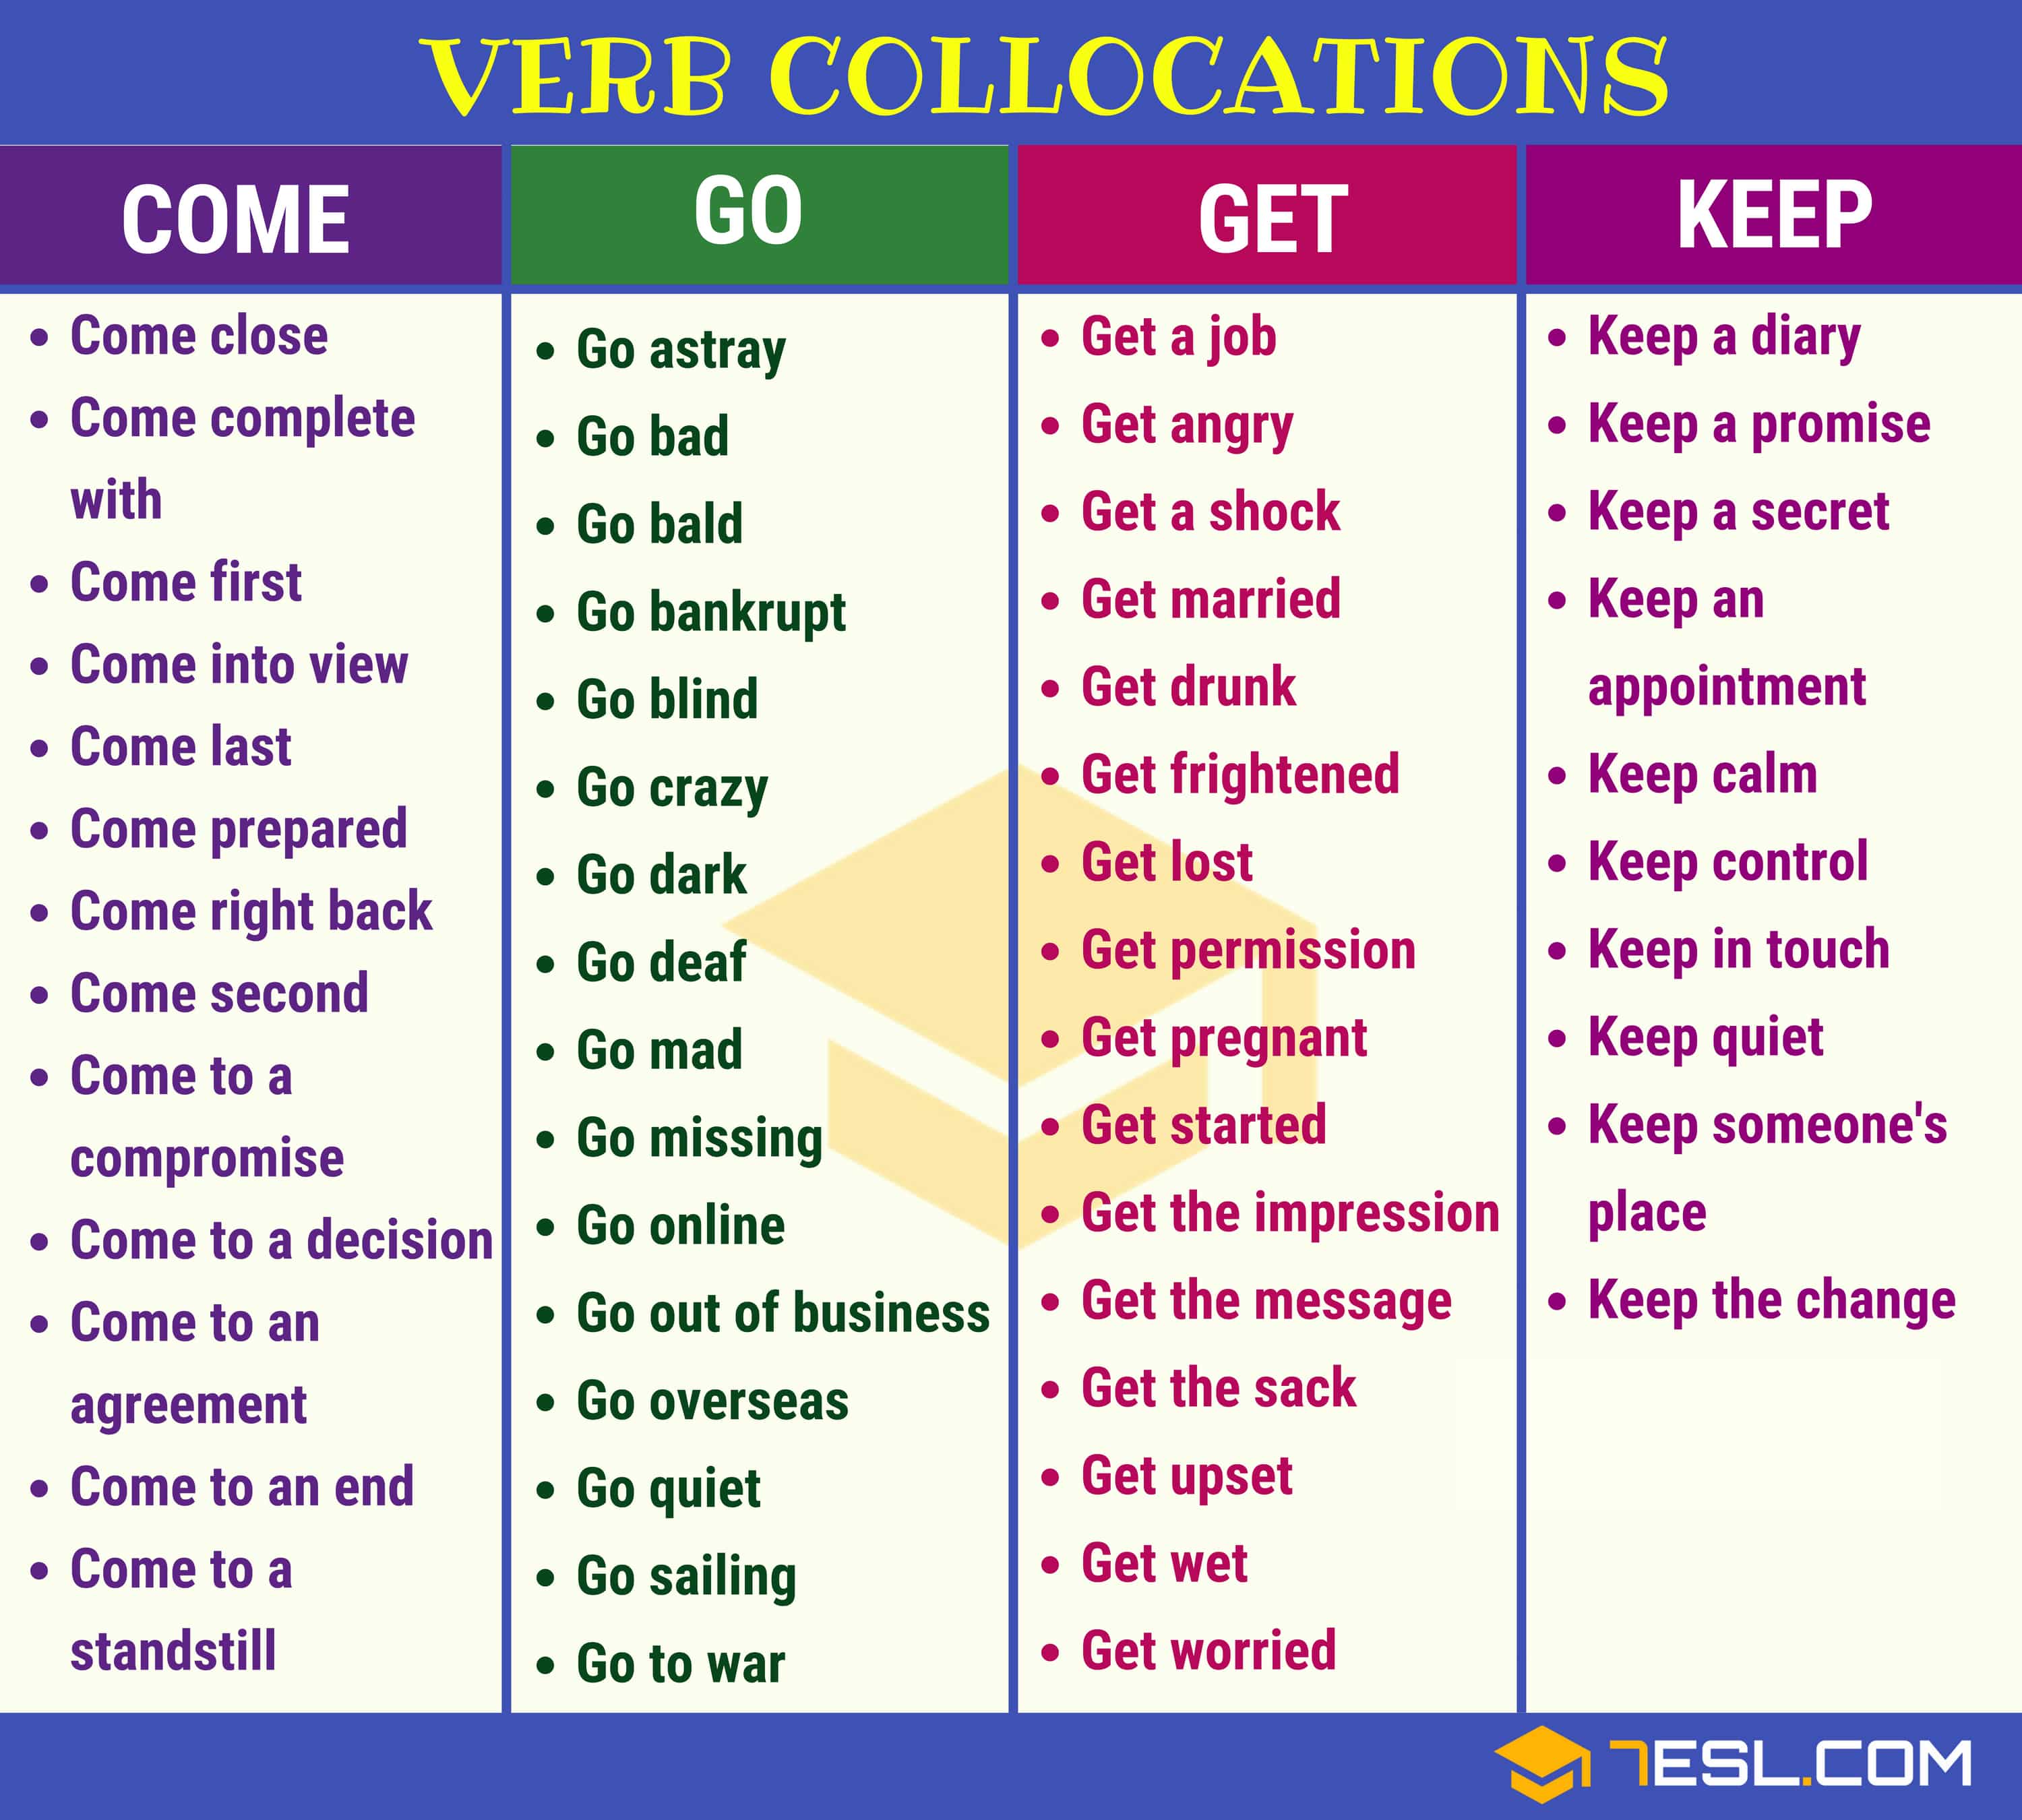 VERB COLLOCATIONS
COME
Come close
Come complete
with
Come first
Come into view
Come last
Come prepared
Come right back
Come second
Come to a
compromise
Come to a decision
Come to an
agreement
Come to an end
Come to a
standstill
GO
Go astray
Go bad
Go bald
Go bankrupt
Go blind
Go crazy
Go dark
Go deaf
Go mad
Go missing
Go online
Go out of business
Go overseas
Go quiet
Go sailing
Go to war
GET
Get a job
Get angry
Get a shock
Get married
Get drunk
Get frightened
Get lost
Get permission
Get pregnant
Get started
Get the impression
Get the message
Get the sack
Get upset
Get wet
Get worried
KEEP
Keep a diary
Keep a promise
Keep a secret
Keep an
appointment
Keep calm
Keep control
Keep in touch
Keep quiet
Keep someone's
place
Keep the change
7ESL.COM